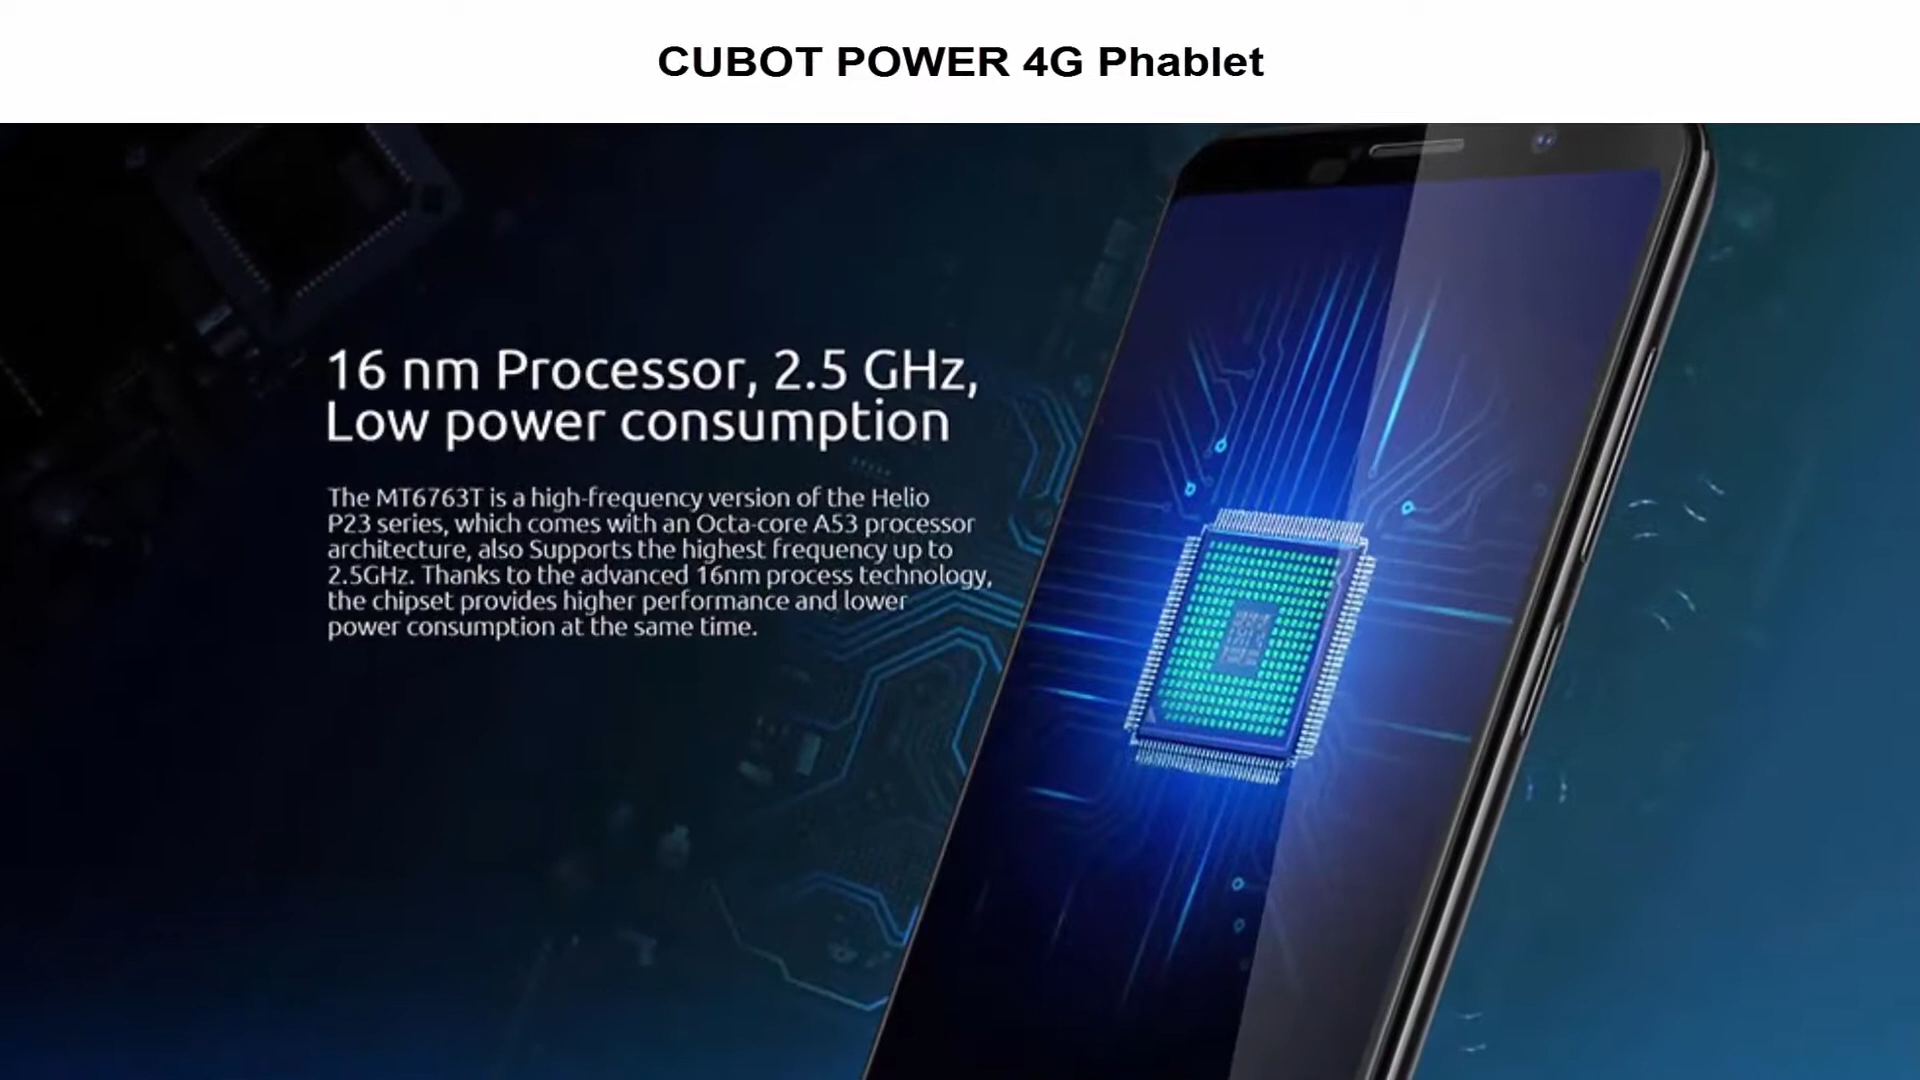 CUBOT POWER 4G Phablet
16 nm Processor, 2.5 GHz,
Low power consumption
The MT6763T is a high-frequency version of the Helio
P23 series, which comes with an Octa-core A53 processor
architecture, also Supports the highest frequency up to
2.5GHz. Thanks to the advanced 16nm process technology,
the chipset provides higher performance and lower
power consumption at the same time.